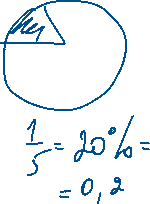 1/5 = 20% =
= 0,2